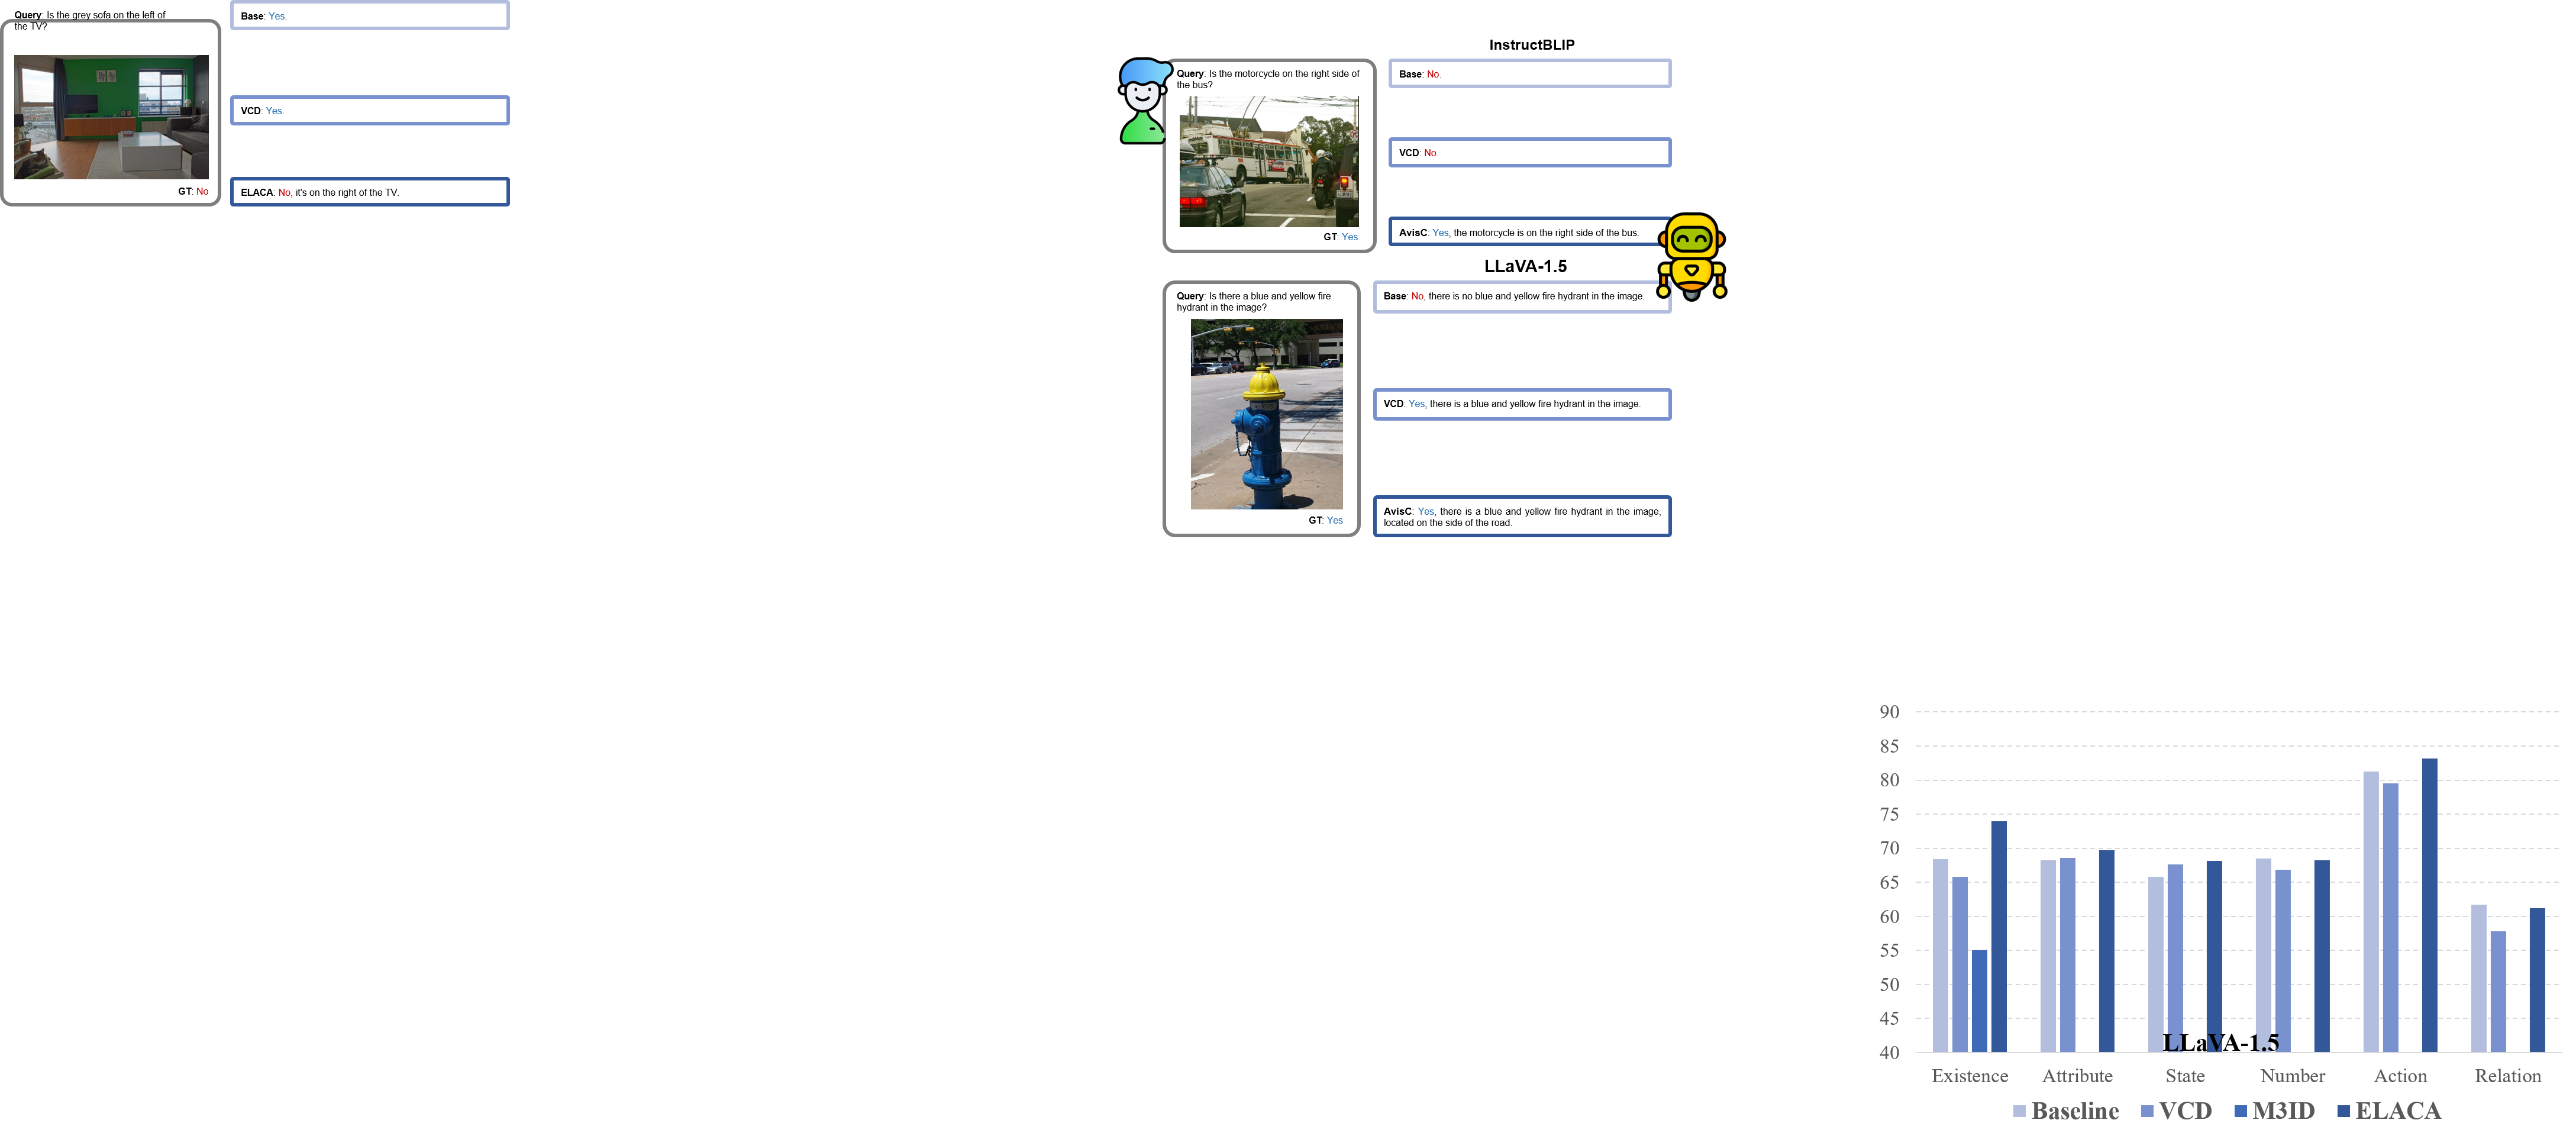 Query: Is the grey sofa on the left of
the TV?
GT: No
Base: Yes.
VCD: Yes.
ELACA: No, it's on the right of the TV.
InstructBLIP
Query: Is the motorcycle on the right side of
the bus?
GT: Yes
Base: No.
VCD: No.
AvisC: Yes, the motorcycle is on the right side of the bus.
LLaVA-1.5
Query: Is there a blue and yellow fire
hydrant in the image?
GT: Yes
Base: No, there is no blue and yellow fire hydrant in the image.
VCD: Yes, there is a blue and yellow fire hydrant in the image.
AvisC: Yes, there is a blue and yellow fire hydrant in the image,
located on the side of the road.
90
85
80
75
70
65
60
55
50
45
40
LLaVA-1.5
Existence Attribute State Number Action Relation
Baseline VCD M3ID ELACA